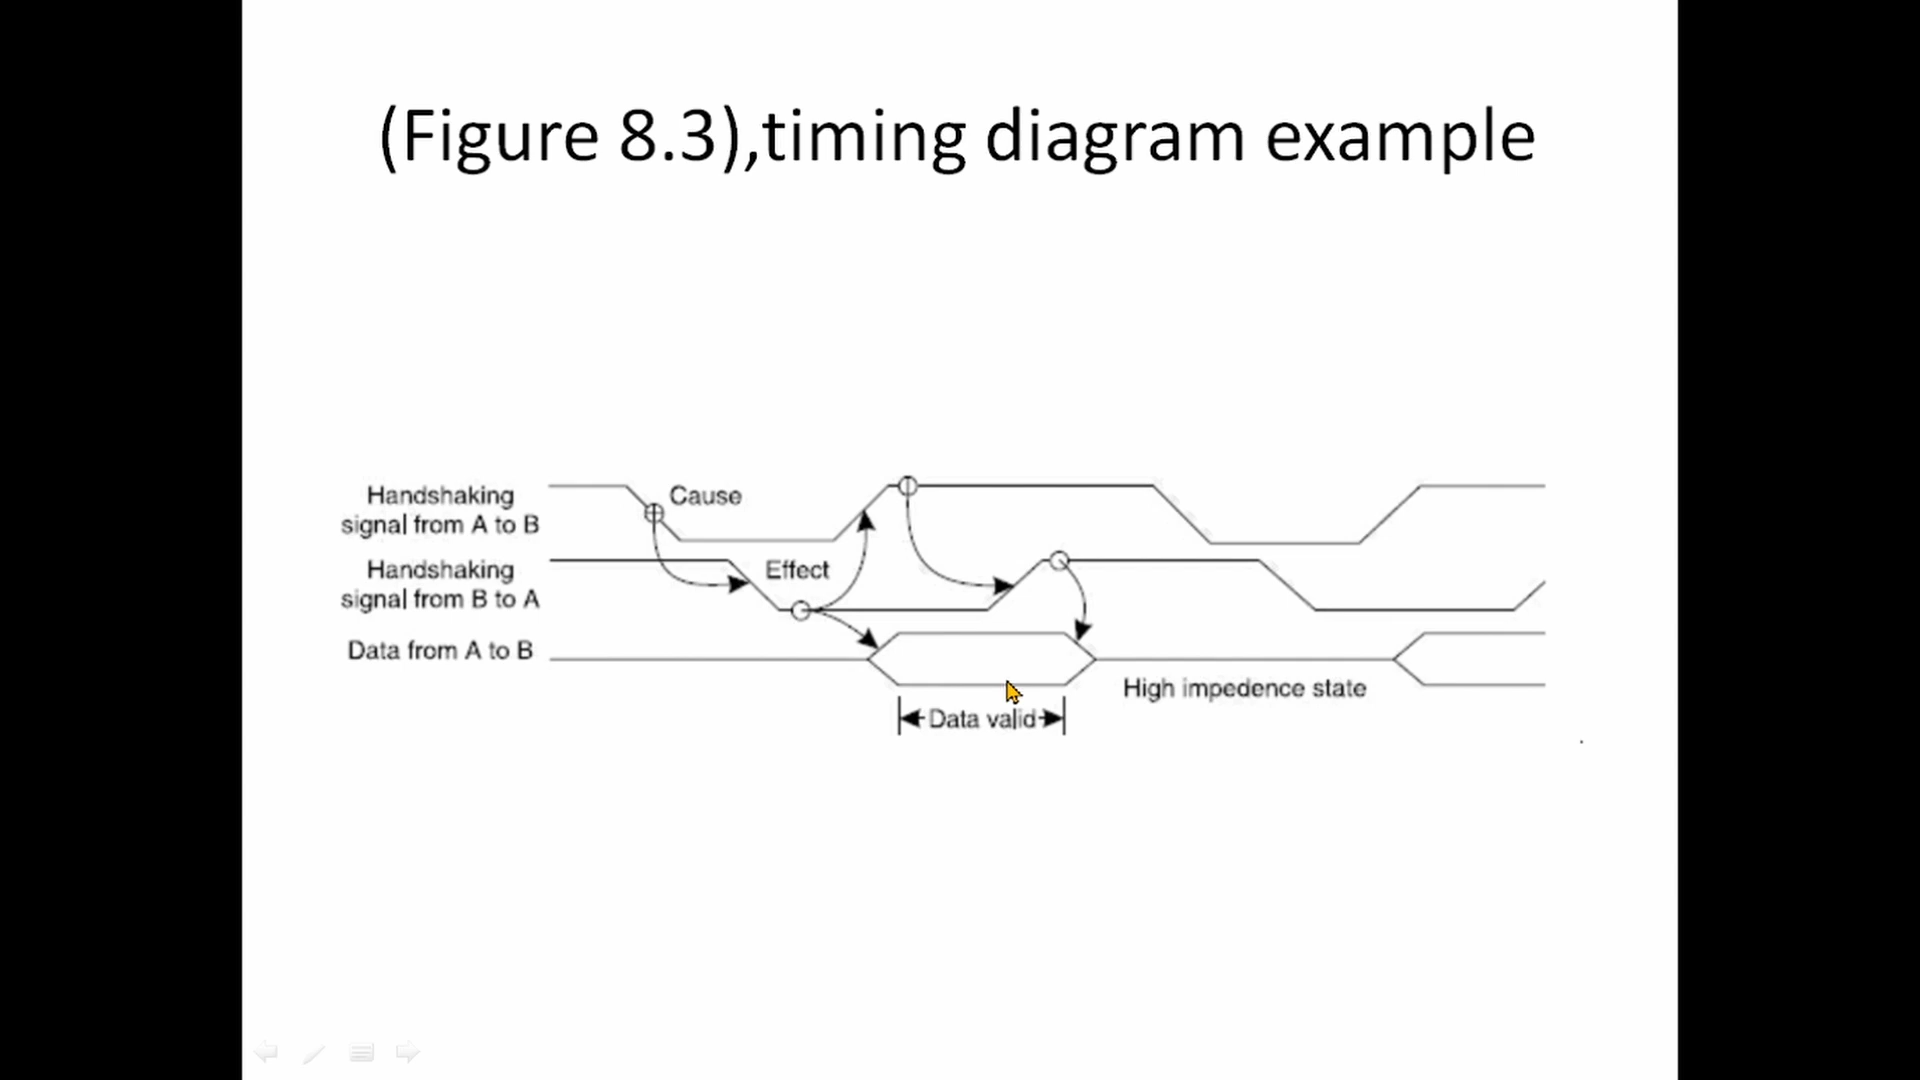 (Figure 8.3),timing diagram example
Handshaking
signal from A to B
Cause
Handshaking
signal from B to A
Effect
Data from A to B
High impedence state
Data valid